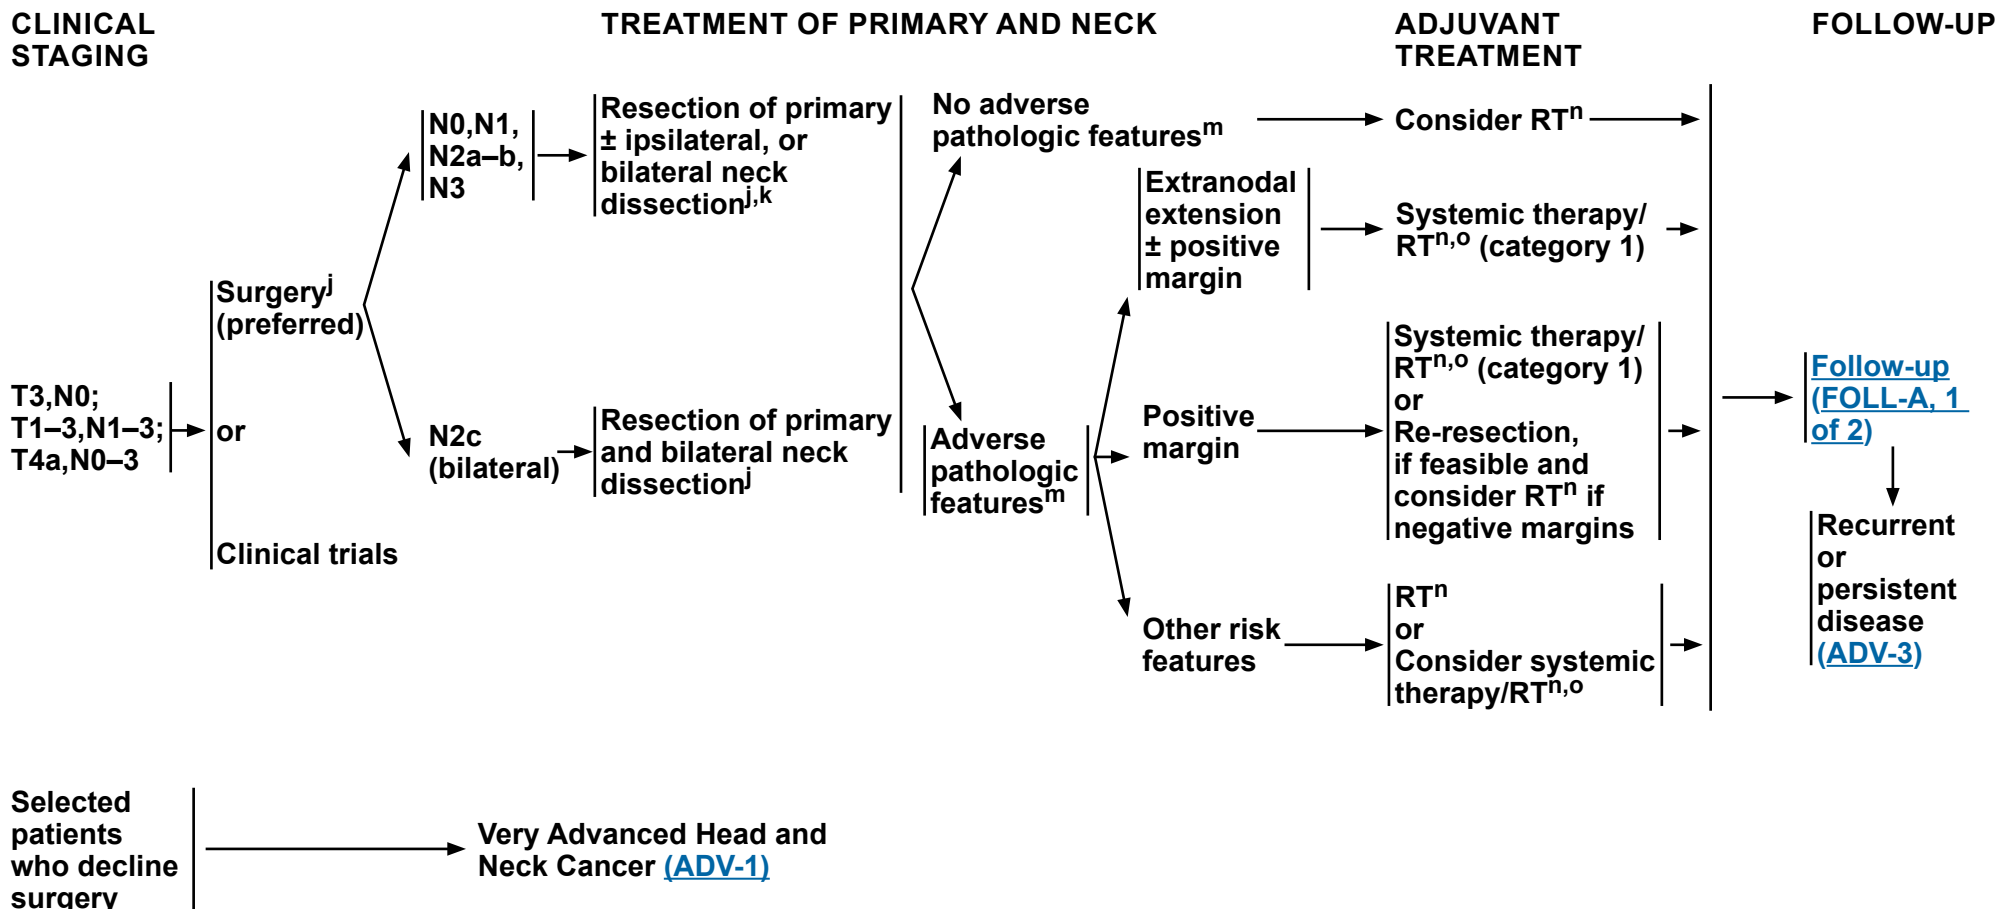 CLINICAL
STAGING
TREATMENT OF PRIMARY AND NECK
ADJUVANT
TREATMENT
FOLLOW-UP
T3,N0;
T1–3,N1–3;
T4a,N0–3
Surgeryj
(preferred)
or
Clinical trials
N0,N1,
N2a–b,
N3
Resection of primary
± ipsilateral, or
bilateral neck
dissectionj,k
N2c
(bilateral)
Resection of primary
and bilateral neck
dissectionj
No adverse
pathologic featuresm
Adverse
pathologic
featuresm
Extranodal
extension
± positive
margin
Positive
margin
Other risk
features
Consider RTn
Systemic therapy/
RTn,o (category 1)
Systemic therapy/
RTn,o (category 1)
or
Re-resection,
if feasible and
consider RTn if
negative margins
RTn
or
Consider systemic
therapy/RTn,o
Follow-up
(FOLL-A, 1
of 2)
Recurrent
or
persistent
disease
(ADV-3)
Selected
patients
who decline
surgery
Very Advanced Head and
Neck Cancer (ADV-1)